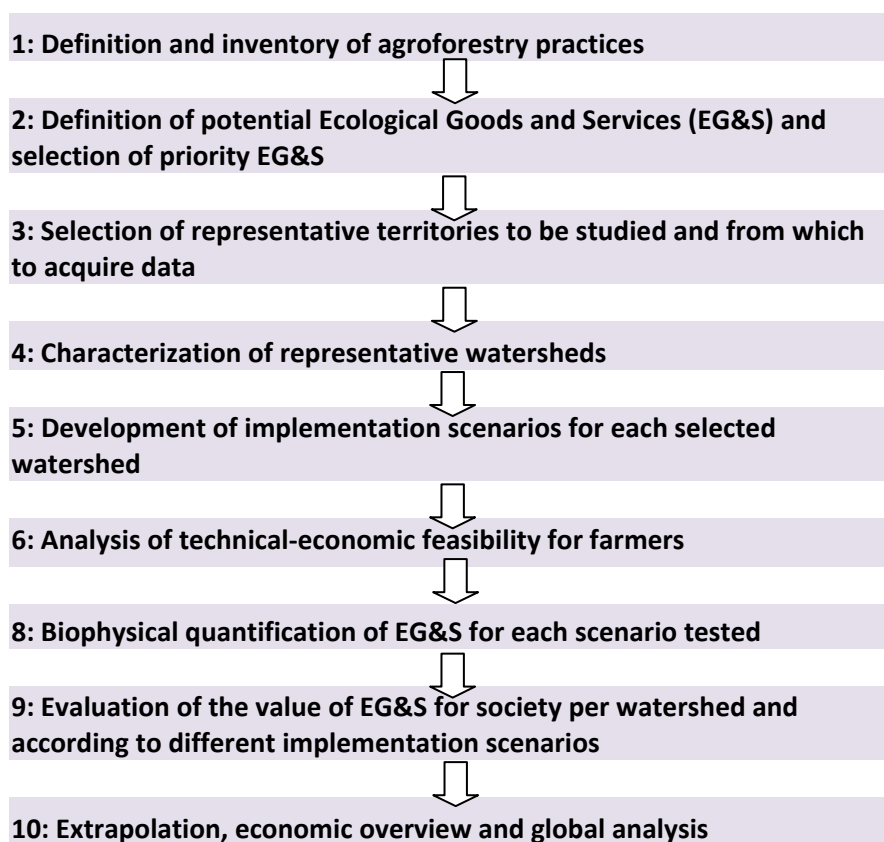 1: Definition and inventory of agroforestry practices
2: Definition of potential Ecological Goods and Services (EG&S) and
selection of priority EG&S
3: Selection of representative territories to be studied and from which
to acquire data
4: Characterization of representative watersheds
5: Development of implementation scenarios for each selected
watershed
6: Analysis of technical-economic feasibility for farmers
8: Biophysical quantification of EG&S for each scenario tested
9: Evaluation of the value of EG&S for society per watershed and
according to different implementation scenarios
10: Extrapolation, economic overview and global analysis